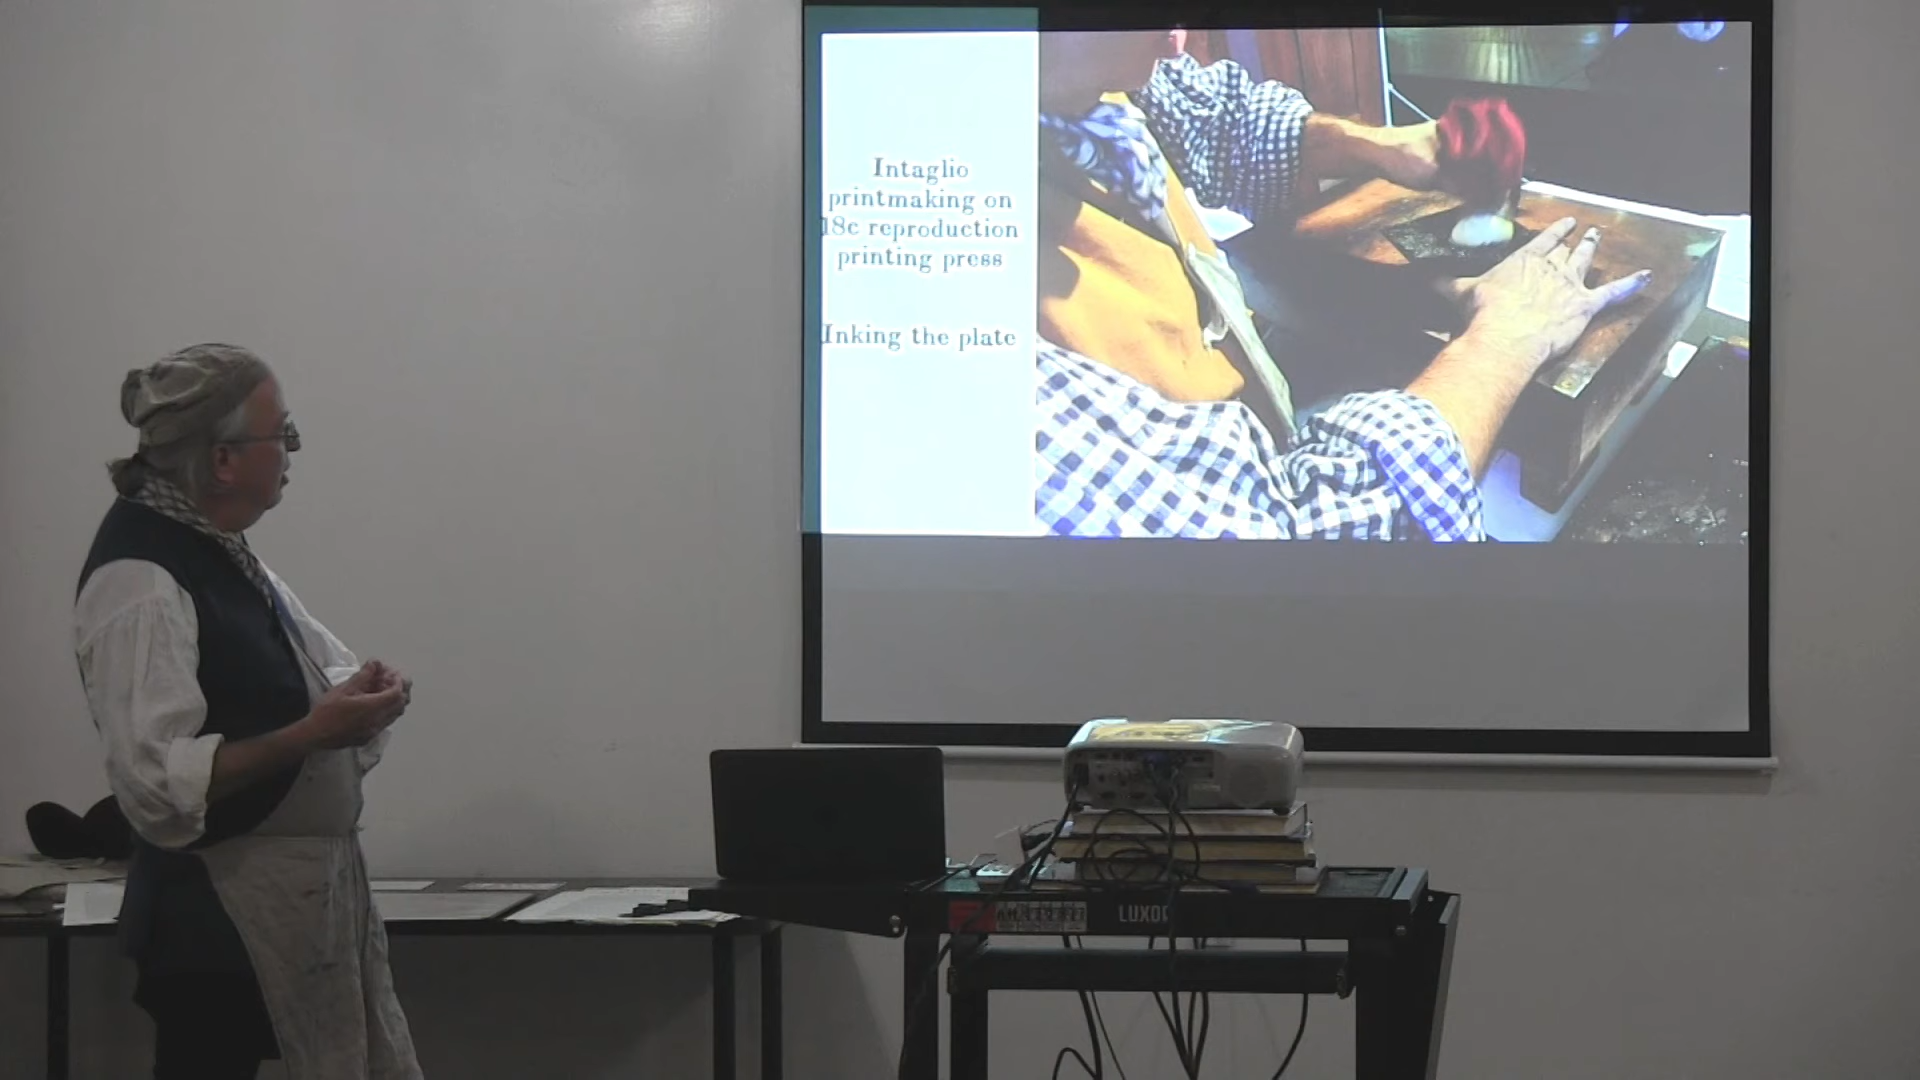 Intaglio
printmaking on
18c reproduction
printing press
Inking the plate
LUXOR